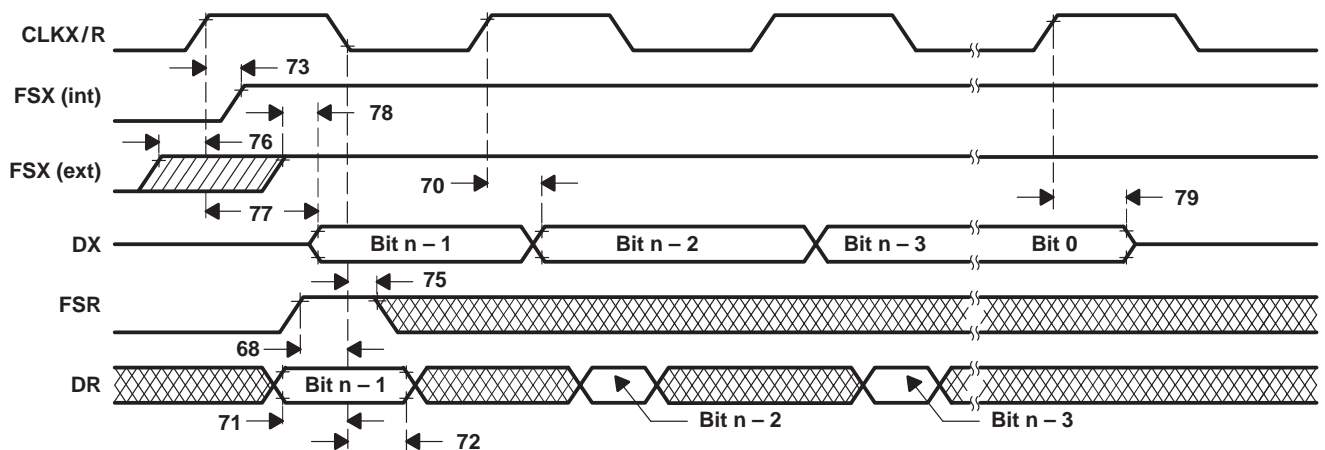 CLKX/R
73
FSX (int)
78
76
FSX (ext)
70
77
79
DX
Bit n – 1
Bit n – 2
Bit n – 3
Bit 0
75
FSR
68
DR
Bit n – 1
71
Bit n – 2
Bit n – 3
72